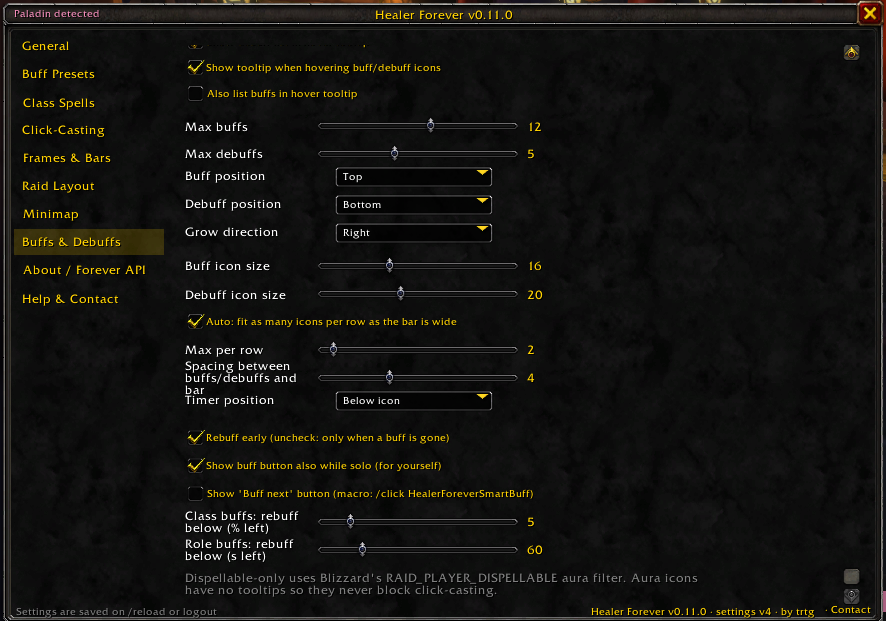 Paladin detected
Healer Forever v0.11.0
General
Buff Presets
Class Spells
Click-Casting
Frames & Bars
Raid Layout
Minimap
Buffs & Debuffs
About / Forever API
Help & Contact
Show tooltip when hovering buff/debuff icons
Also list buffs in hover tooltip
Max buffs 12
Max debuffs 5
Buff position Top
Debuff position Bottom
Grow direction Right
Buff icon size 16
Debuff icon size 20
Auto: fit as many icons per row as the bar is wide
Max per row 2
Spacing between
buffs/debuffs and 4
bar
Timer position Below icon
Rebuff early (uncheck: only when a buff is gone)
Show buff button also while solo (for yourself)
Show 'Buff next' button (macro: /click HealerForeverSmartBuff)
Class buffs: rebuff
below (% left) 5
Role buffs: rebuff
below (s left) 60
Dispellable-only uses Blizzard's RAID_PLAYER_DISPELLABLE aura filter. Aura icons
have no tooltips so they never block click-casting.
Settings are saved on /reload or logout
Healer Forever v0.11.0 · settings v4 · by trtg · Contact